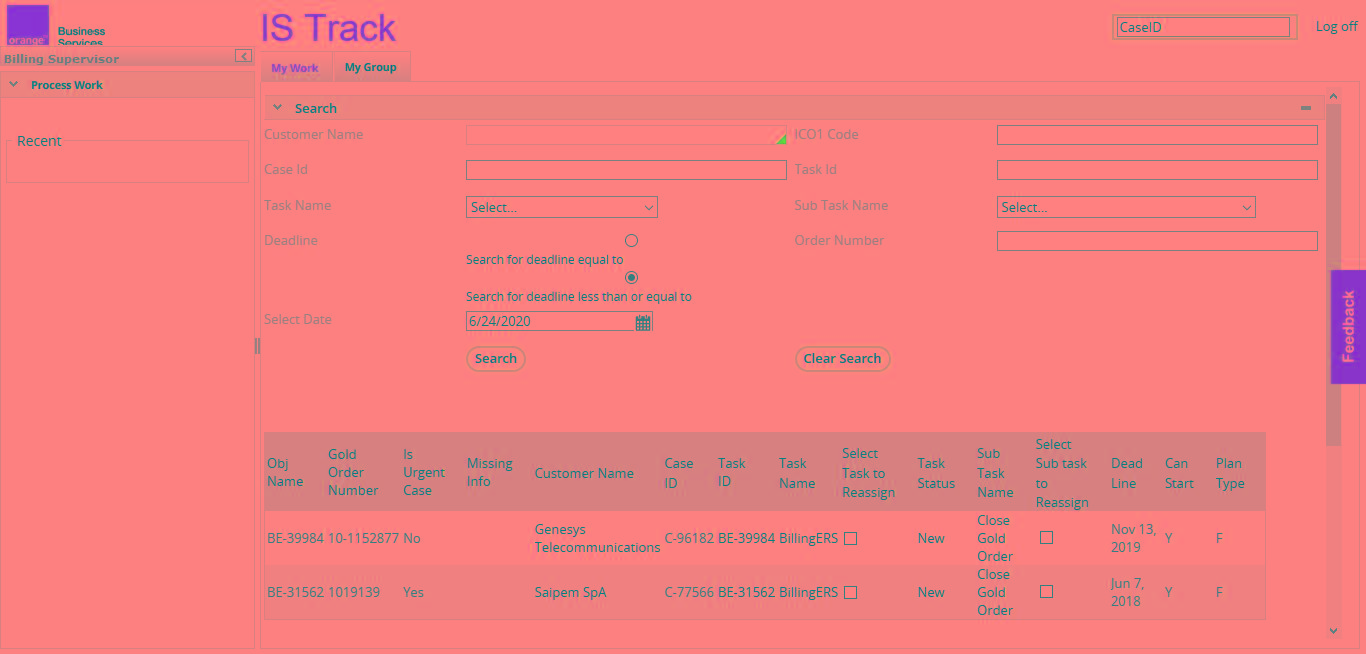 orange™
Business
Services
IS Track
CaseID
Log off
Billing Supervisor
My Work
My Group
Process Work
Recent
Search
Customer Name
ICO1 Code
Case Id
Task Id
Task Name
Select...
Sub Task Name
Select...
Deadline
Order Number
Search for deadline equal to
Search for deadline less than or equal to
Select Date
6/24/2020
Search
Clear Search
Feedback
Obj Name Gold Order Number Is Urgent Case Missing Info Customer Name Case ID Task ID Task Name Select Task to Reassign Task Status Sub Task Name Select Sub task to Reassign Dead Line Can Start Plan Type
BE-39984 10-1152877 No Genesys Telecommunications C-96182 BE-39984 BillingERS New Close Gold Order Nov 13, 2019 Y F
BE-31562 1019139 Yes Saipem SpA C-77566 BE-31562 BillingERS New Close Gold Order Jun 7, 2018 Y F